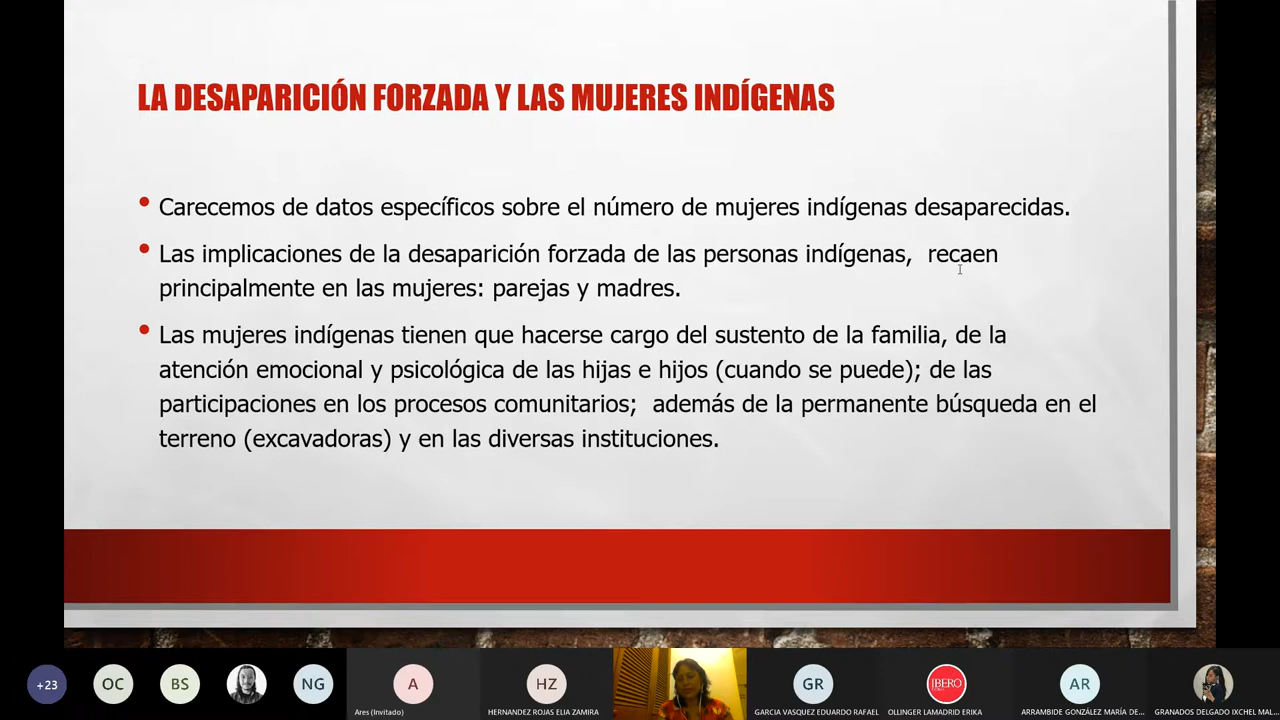 LA DESAPARICIÓN FORZADA Y LAS MUJERES INDÍGENAS
• Carecemos de datos específicos sobre el número de mujeres indígenas desaparecidas.
• Las implicaciones de la desaparición forzada de las personas indígenas, recaen
principalmente en las mujeres: parejas y madres.
• Las mujeres indígenas tienen que hacerse cargo del sustento de la familia, de la
atención emocional y psicológica de las hijas e hijos (cuando se puede); de las
participaciones en los procesos comunitarios; además de la permanente búsqueda en el
terreno (excavadoras) y en las diversas instituciones.
+23 OC BS NG A HZ GR IBERO AR
Ares (Invitado) HERNANDEZ ROJAS ELIA ZAMIRA GARCIA VASQUEZ EDUARDO RAFAEL OLLINGER LAMADRID ERIKA ARRAMBIDE GONZÁLEZ MARÍA DE... GRANADOS DELGADO IXCHEL MAL...